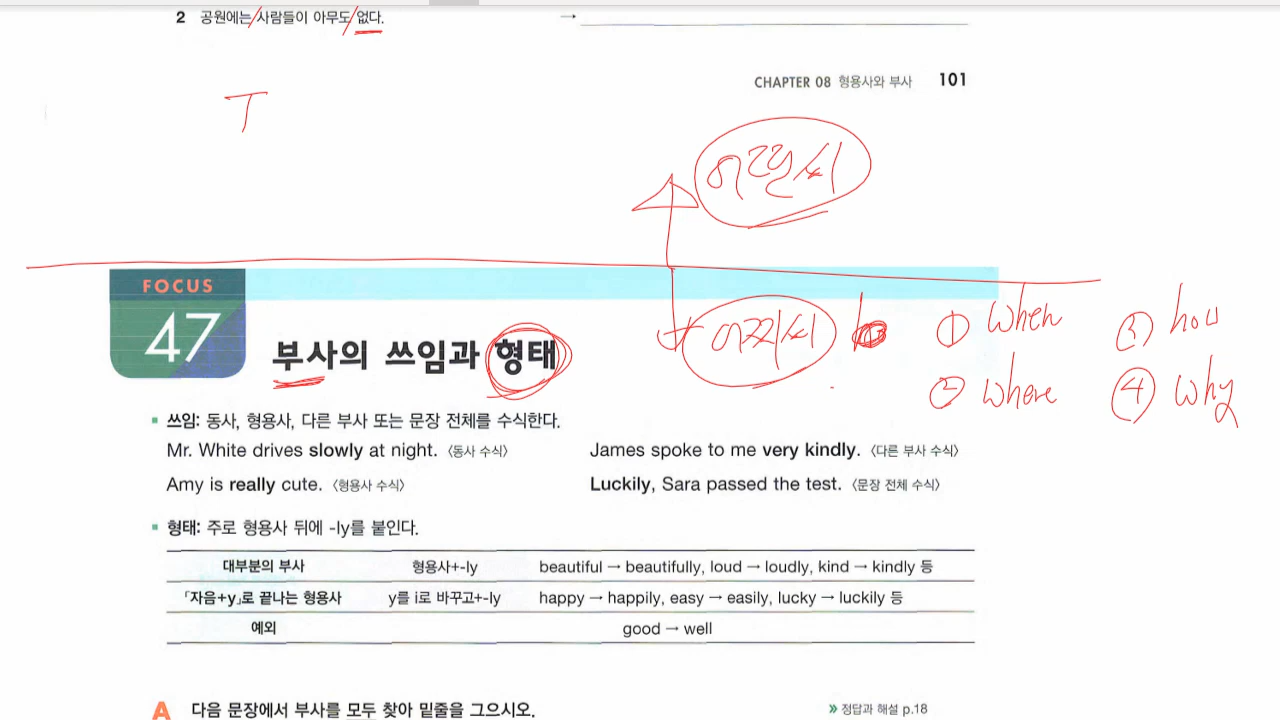 2 공원에는/사람들이 아무도/없다. →
CHAPTER 08 형용사와 부사 101
T
어떤씨
FOCUS
47
부사의 쓰임과 형태
어찌씨
① when
② where
③ how
④ why
▪ 쓰임: 동사, 형용사, 다른 부사 또는 문장 전체를 수식한다.
Mr. White drives slowly at night. 〈동사 수식〉 James spoke to me very kindly. 〈다른 부사 수식〉
Amy is really cute. 〈형용사 수식〉 Luckily, Sara passed the test. 〈문장 전체 수식〉
▪ 형태: 주로 형용사 뒤에 -ly를 붙인다.
대부분의 부사 형용사+-ly beautiful → beautifully, loud → loudly, kind → kindly 등
「자음+y」로 끝나는 형용사 y를 i로 바꾸고+-ly happy → happily, easy → easily, lucky → luckily 등
예외 good → well
A 다음 문장에서 부사를 모두 찾아 밑줄을 그으시오. » 정답과 해설 p.18